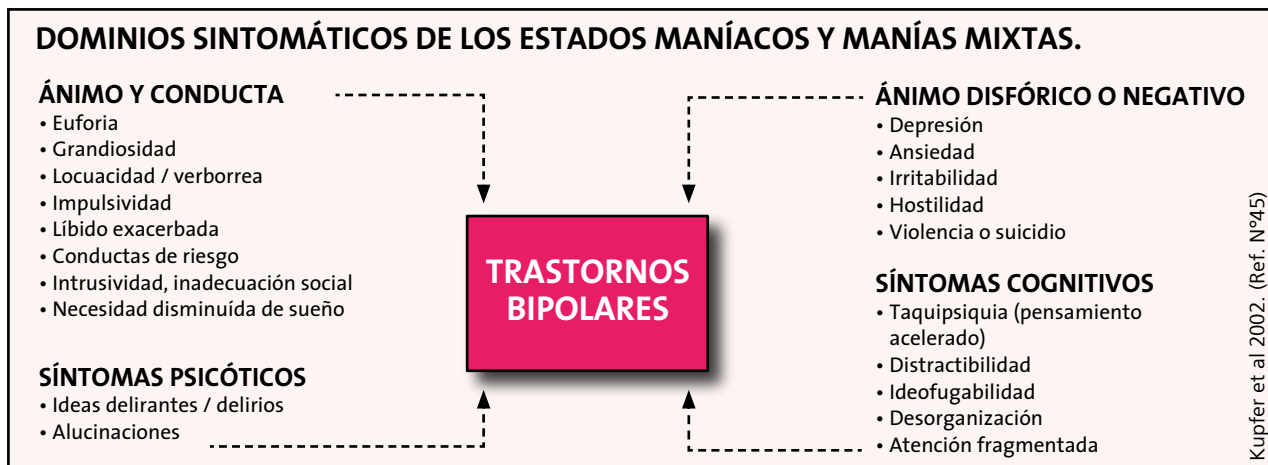 DOMINIOS SINTOMÁTICOS DE LOS ESTADOS MANÍACOS Y MANÍAS MIXTAS.
ÁNIMO Y CONDUCTA
• Euforia
• Grandiosidad
• Locuacidad / verborrea
• Impulsividad
• Líbido exacerbada
• Conductas de riesgo
• Intrusividad, inadecuación social
• Necesidad disminuída de sueño
SÍNTOMAS PSICÓTICOS
• Ideas delirantes / delirios
• Alucinaciones
TRASTORNOS
BIPOLARES
ÁNIMO DISFÓRICO O NEGATIVO
• Depresión
• Ansiedad
• Irritabilidad
• Hostilidad
• Violencia o suicidio
SÍNTOMAS COGNITIVOS
• Taquipsiquia (pensamiento
acelerado)
• Distractibilidad
• Ideofugabilidad
• Desorganización
• Atención fragmentada
Kupfer et al 2002. (Ref. Nº45)